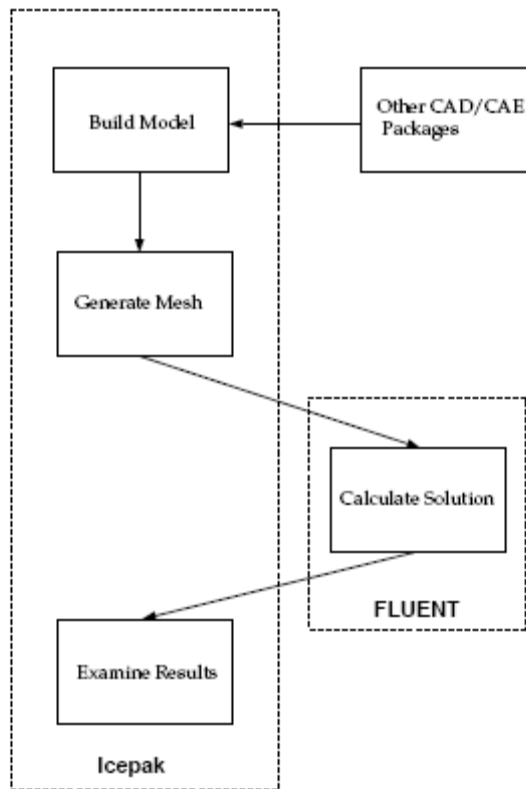 Build Model
Other CAD/CAE
Packages
Generate Mesh
Calculate Solution
FLUENT
Examine Results
Icepak